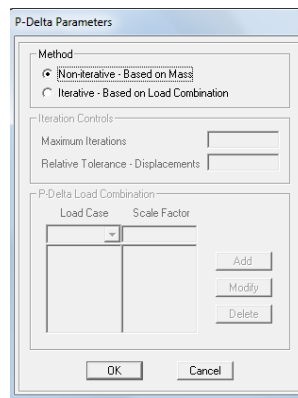 P-Delta Parameters
Method
Non-iterative - Based on Mass
Iterative - Based on Load Combination
Iteration Controls
Maximum Iterations
Relative Tolerance - Displacements
P-Delta Load Combination
Load Case Scale Factor
Add
Modify
Delete
OK Cancel